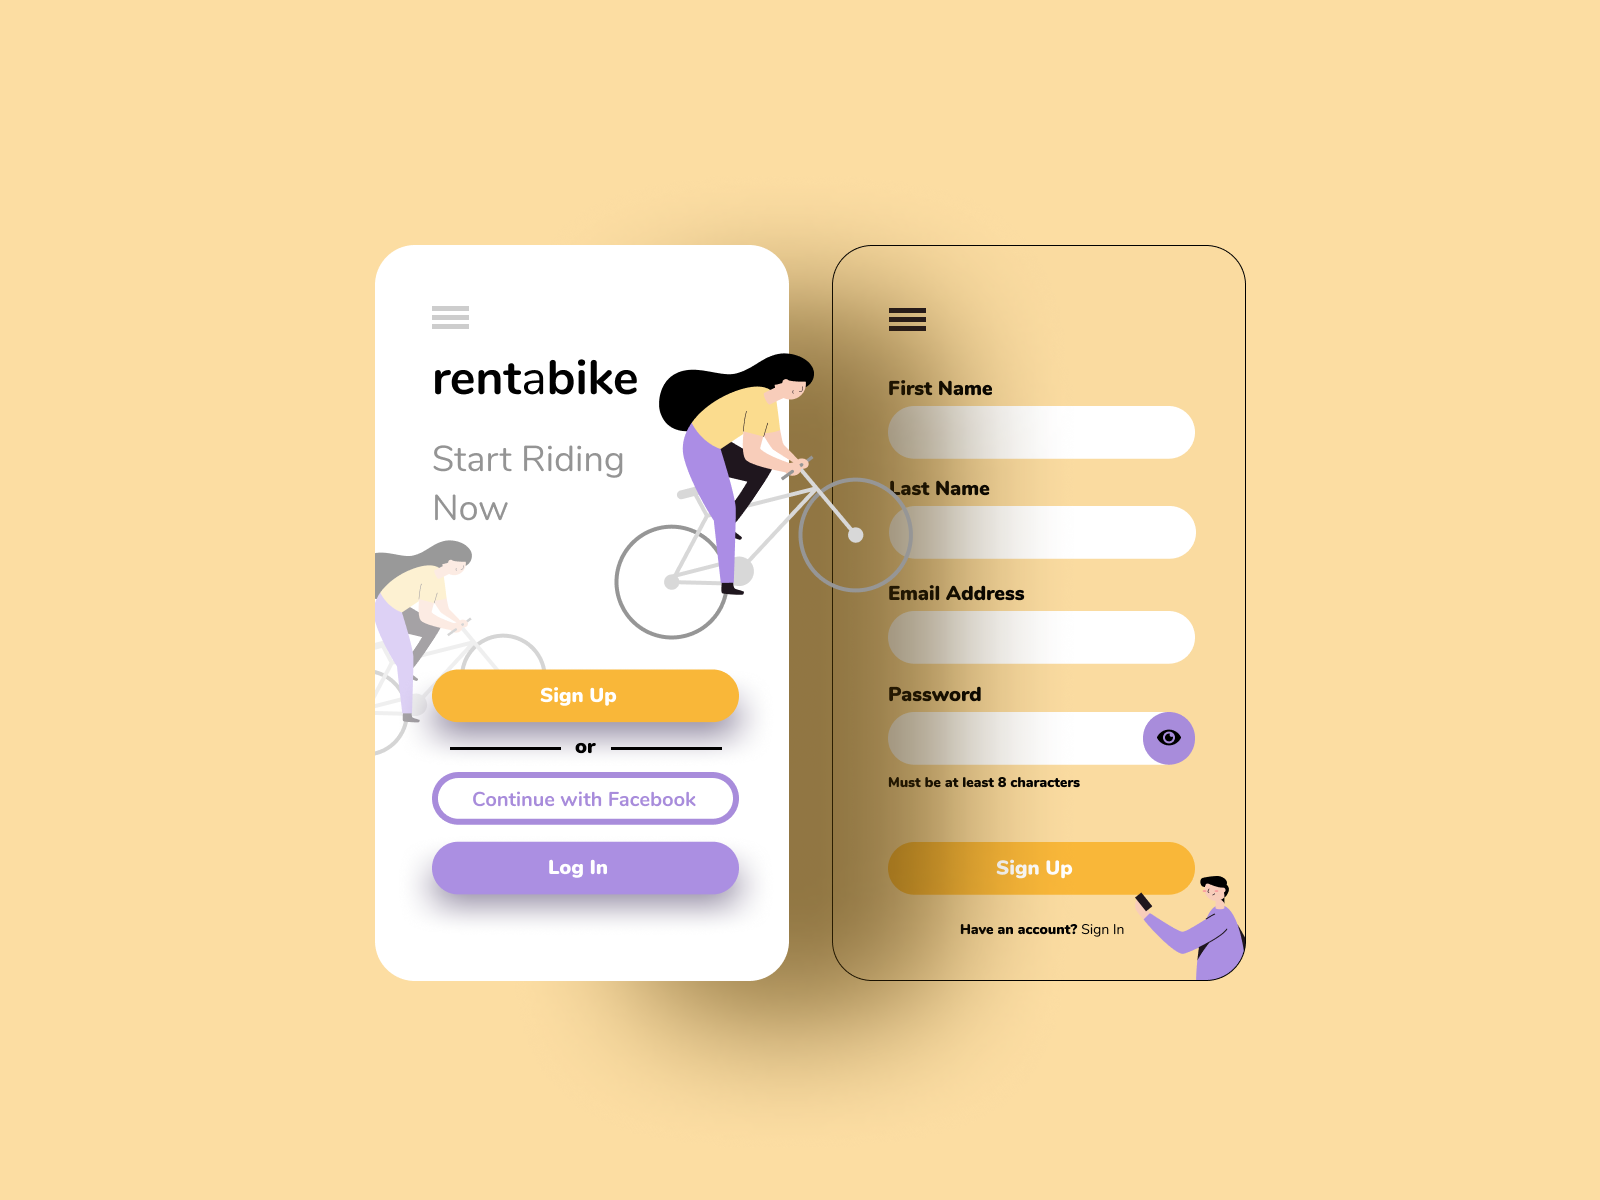 rentabike
Start Riding
Now
Sign Up
or
Continue with Facebook
Log In
First Name
Last Name
Email Address
Password
Must be at least 8 characters
Sign Up
Have an account? Sign In